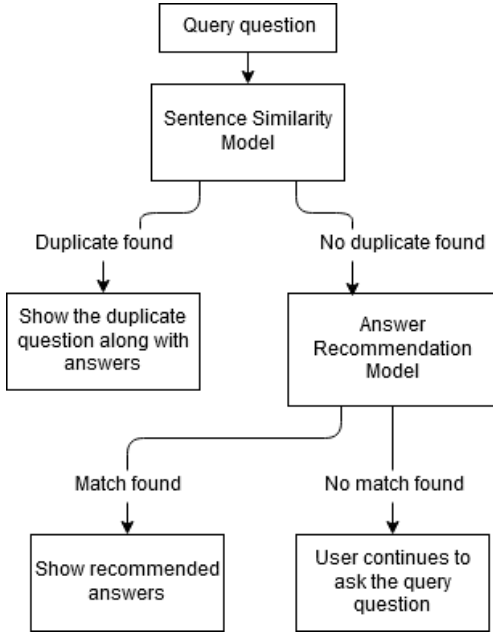 Query question
Sentence Similarity
Model
Duplicate found
No duplicate found
Show the duplicate
question along with
answers
Answer
Recommendation
Model
Match found
No match found
Show recommended
answers
User continues to
ask the query
question